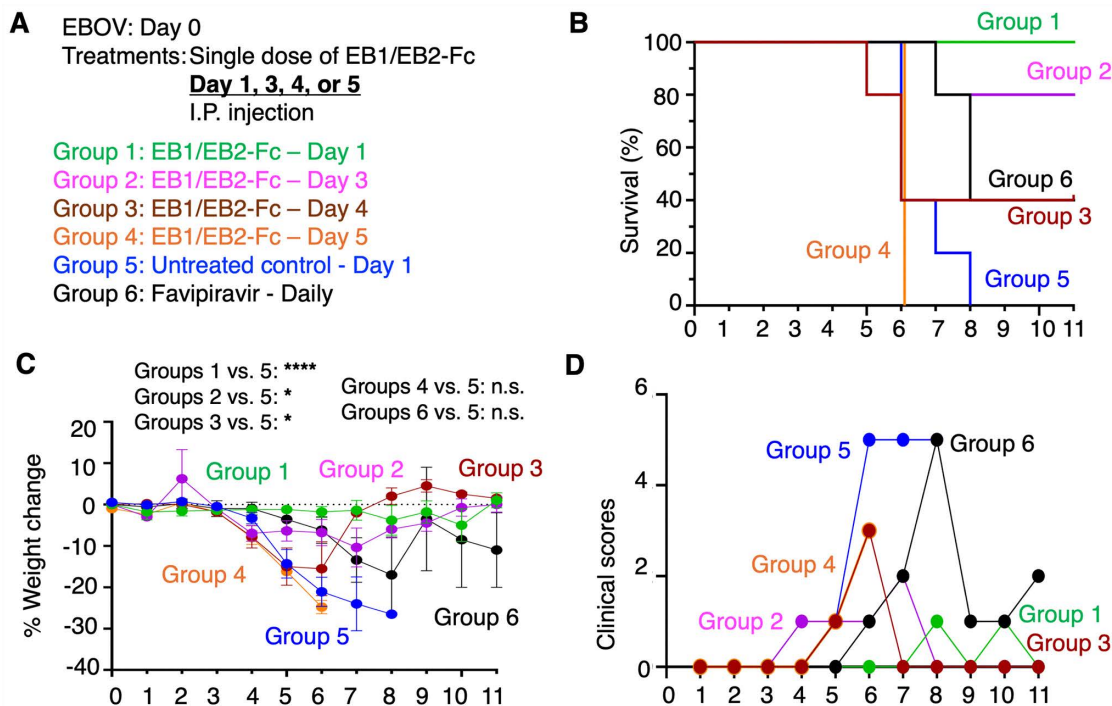 A
EBOV: Day 0
Treatments: Single dose of EB1/EB2-Fc
Day 1, 3, 4, or 5
I.P. injection
Group 1: EB1/EB2-Fc – Day 1
Group 2: EB1/EB2-Fc – Day 3
Group 3: EB1/EB2-Fc – Day 4
Group 4: EB1/EB2-Fc – Day 5
Group 5: Untreated control - Day 1
Group 6: Favipiravir - Daily
B
Group 1
Group 2
Group 6
Group 3
Group 4
Group 5
Survival (%)
100
80
60
40
20
0
0 1 2 3 4 5 6 7 8 9 10 11
C
Groups 1 vs. 5: ****
Groups 2 vs. 5: *
Groups 3 vs. 5: *
Groups 4 vs. 5: n.s.
Groups 6 vs. 5: n.s.
% Weight change
20
10
0
-10
-20
-30
-40
Group 1
Group 2
Group 3
Group 4
Group 5
Group 6
0 1 2 3 4 5 6 7 8 9 10 11
D
Clinical scores
6
4
2
0
Group 5
Group 6
Group 4
Group 2
Group 1
Group 3
1 2 3 4 5 6 7 8 9 10 11